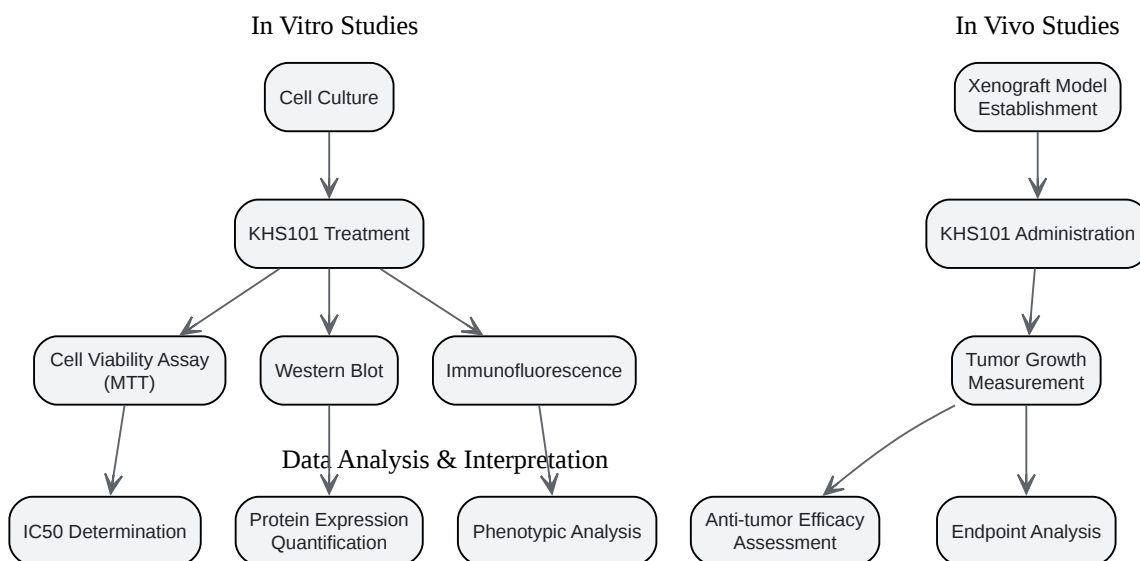 In Vitro Studies
In Vivo Studies
Cell Culture
Xenograft Model
Establishment
KHS101 Treatment
KHS101 Administration
Cell Viability Assay
(MTT)
Western Blot
Immunofluorescence
Tumor Growth
Measurement
Data Analysis & Interpretation
IC50 Determination
Protein Expression
Quantification
Phenotypic Analysis
Anti-tumor Efficacy
Assessment
Endpoint Analysis